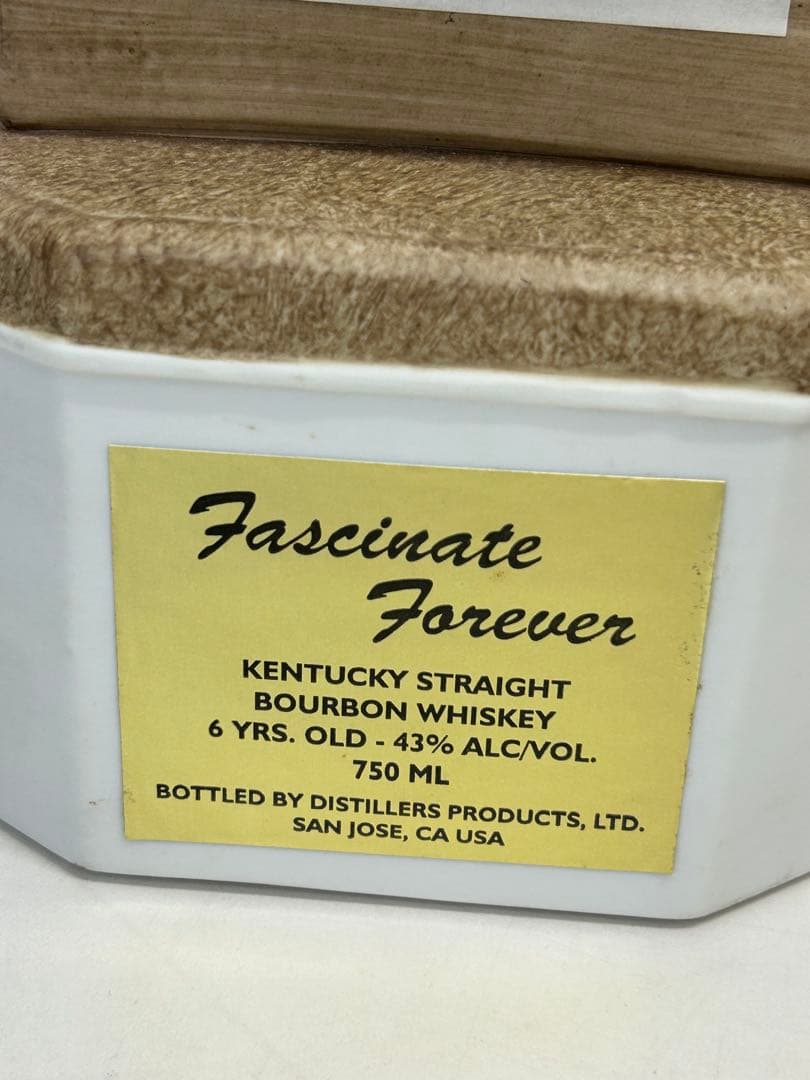 Fascinate
Forever
KENTUCKY STRAIGHT
BOURBON WHISKEY
6 YRS. OLD - 43% ALC/VOL.
750 ML
BOTTLED BY DISTILLERS PRODUCTS, LTD.
SAN JOSE, CA USA